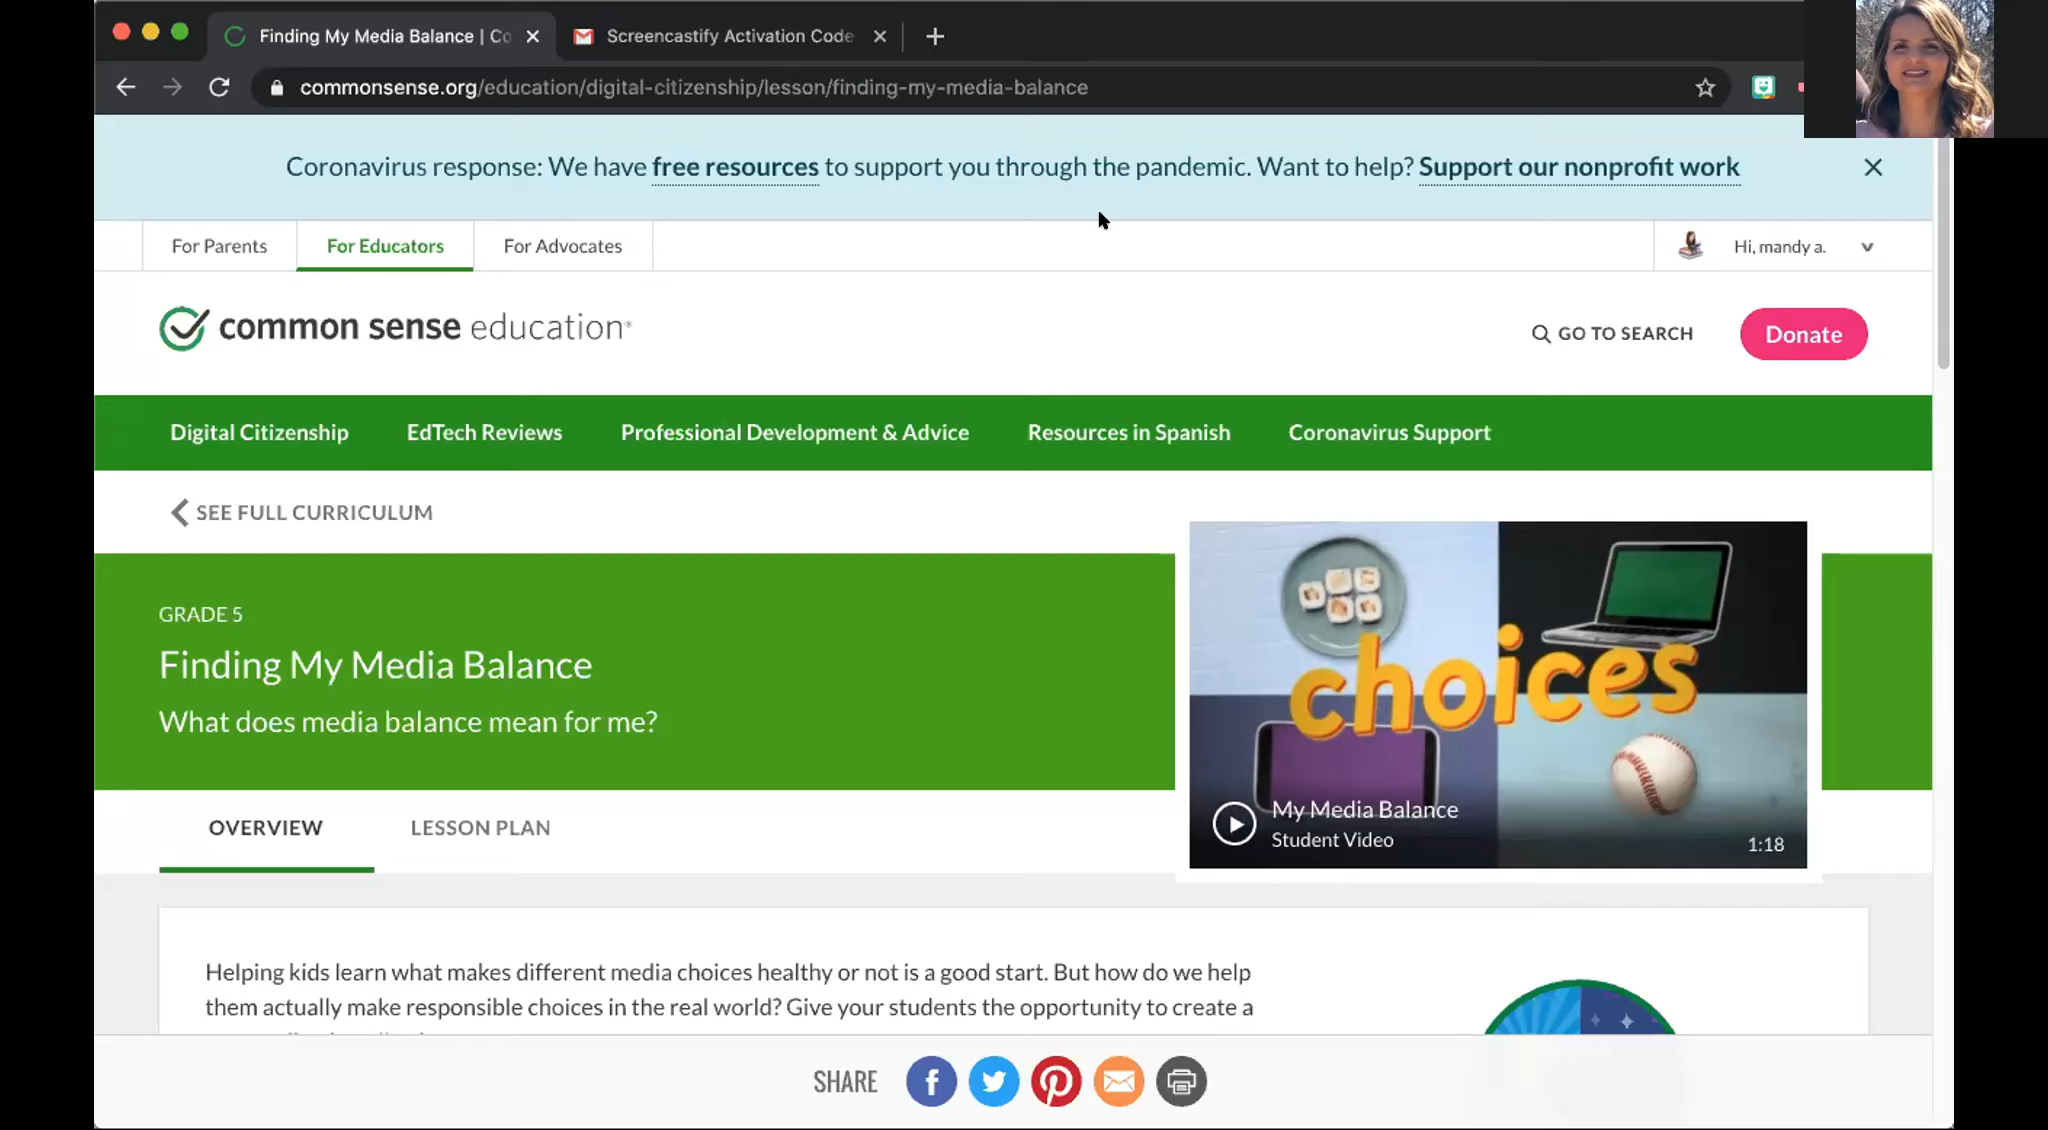 Finding My Media Balance | Co
Screencastify Activation Code
commonsense.org/education/digital-citizenship/lesson/finding-my-media-balance
Coronavirus response: We have free resources to support you through the pandemic. Want to help? Support our nonprofit work
For Parents
For Educators
For Advocates
Hi, mandy a.
common sense education
GO TO SEARCH
Donate
Digital Citizenship
EdTech Reviews
Professional Development & Advice
Resources in Spanish
Coronavirus Support
SEE FULL CURRICULUM
GRADE 5
Finding My Media Balance
What does media balance mean for me?
choices
My Media Balance
Student Video
1:18
OVERVIEW
LESSON PLAN
Helping kids learn what makes different media choices healthy or not is a good start. But how do we help
them actually make responsible choices in the real world? Give your students the opportunity to create a
SHARE